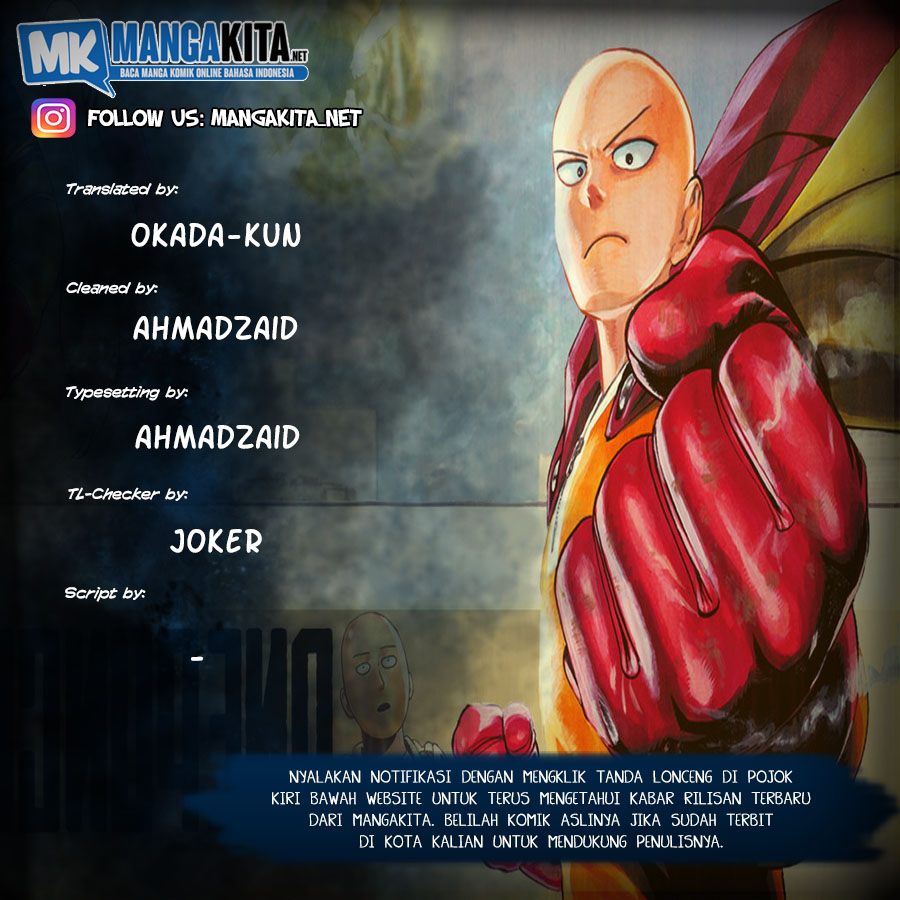 MK MANGAKITA.NET
BACA MANGA KOMIK ONLINE BAHASA INDONESIA
FOLLOW US: MANGAKITA_NET
Translated by:
OKADA-KUN
Cleaned by:
AHMADZAID
Typesetting by:
AHMADZAID
TL-Checker by:
JOKER
Script by:
-
NYALAKAN NOTIFIKASI DENGAN MENGKLIK TANDA LONCENG DI POJOK
KIRI BAWAH WEBSITE UNTUK TERUS MENGETAHUI KABAR RILISAN TERBARU
DARI MANGAKITA. BELILAH KOMIK ASLINYA JIKA SUDAH TERBIT
DI KOTA KALIAN UNTUK MENDUKUNG PENULISNYA.